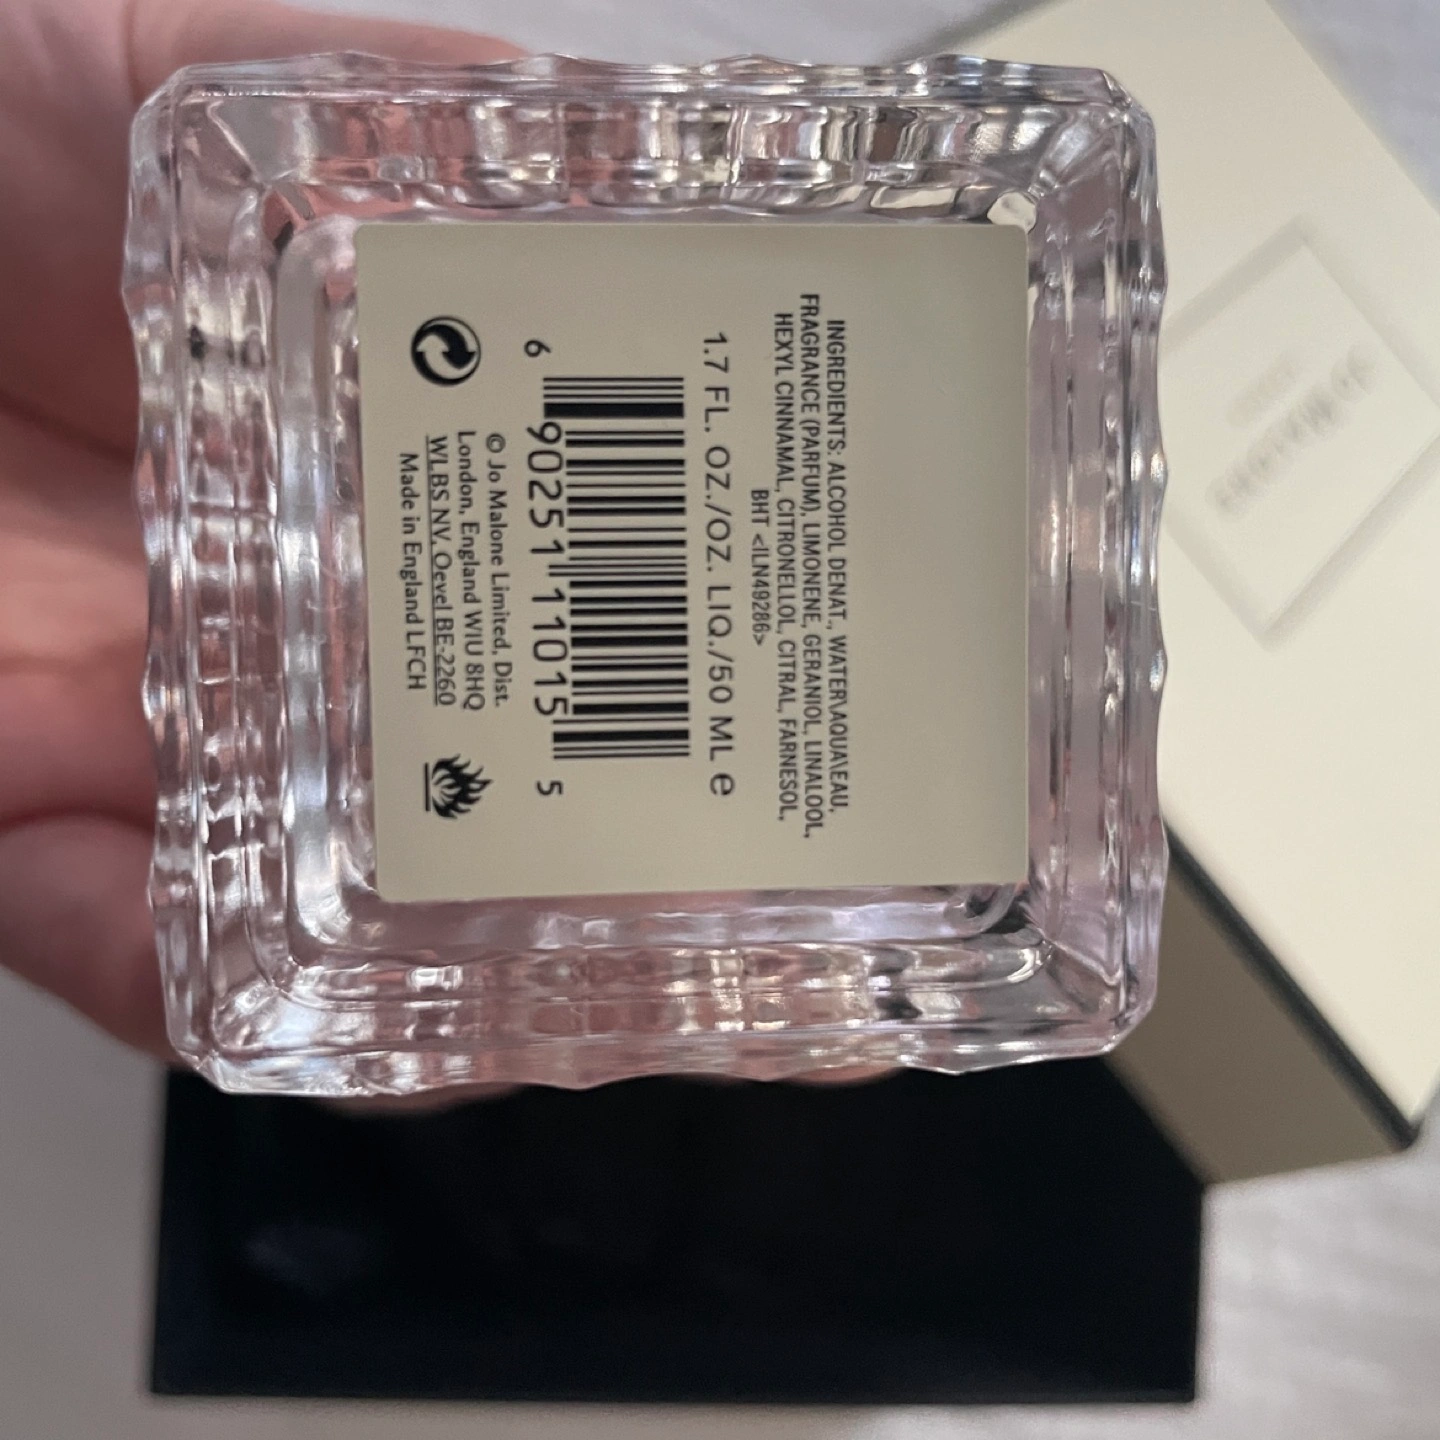 INGREDIENTS: ALCOHOL DENAT., WATER\AQUA\EAU,
FRAGRANCE (PARFUM), LIMONENE, GERANIOL, LINALOOL,
HEXYL CINNAMAL, CITRONELLOL, CITRAL, FARNESOL,
BHT <ILN49286>
1.7 FL. OZ./OZ. LIQ./50 ML e
6 90251 11015 5
© Jo Malone Limited, Dist.
London, England W1U 8HQ
WLBS NV, Oevel BE-2260
Made in England LFCH